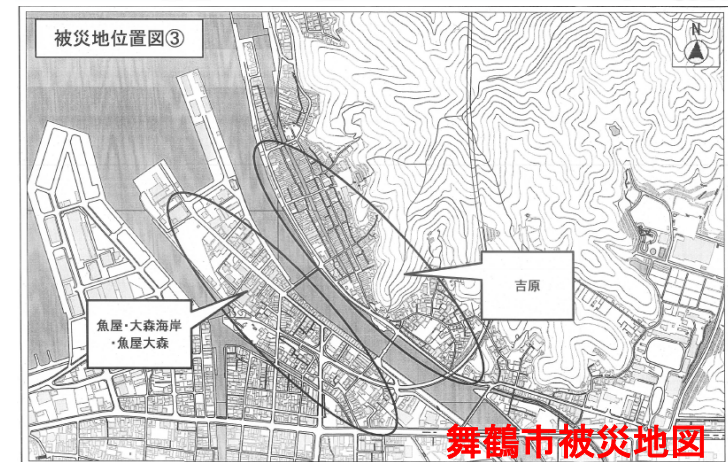 被災地位置図③
N
吉原
魚屋・大森海岸
・魚屋大森
舞鶴市被災地図